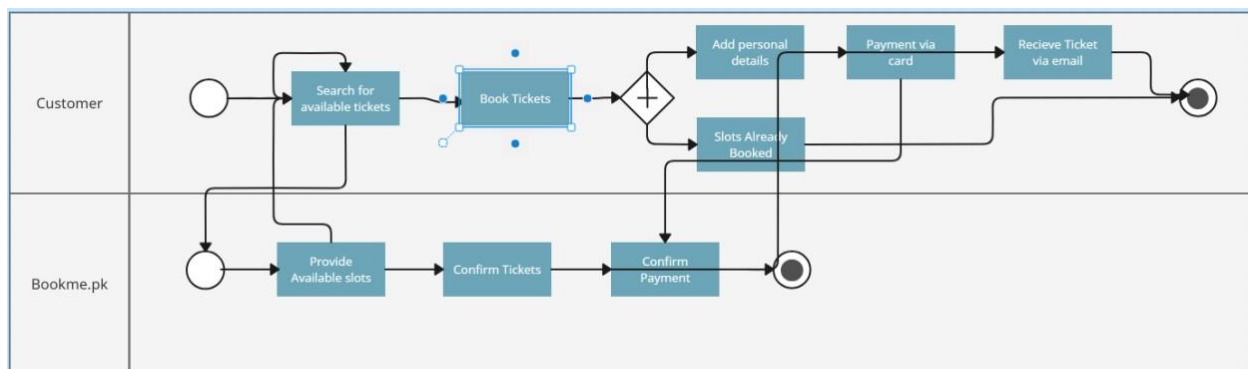 Customer
Search for
available tickets
Book Tickets
Add personal
details
Payment via
card
Recieve Ticket
via email
Slots Already
Booked
Bookme.pk
Provide
Available slots
Confirm Tickets
Confirm
Payment